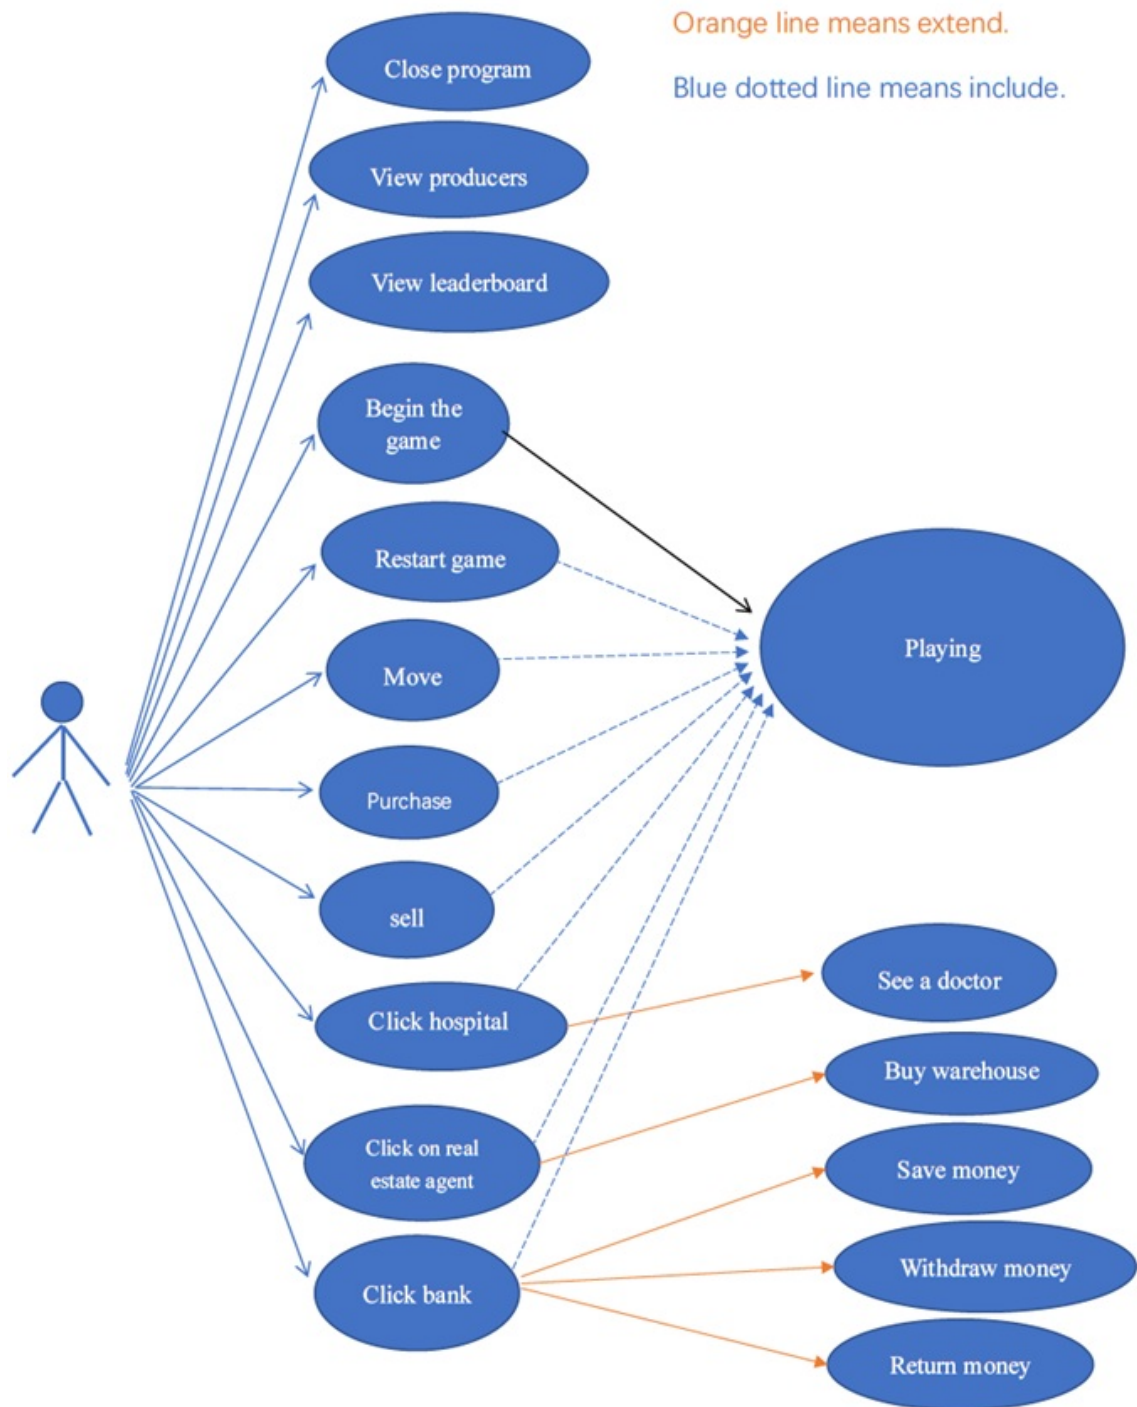 Orange line means extend.
Blue dotted line means include.
Close program
View producers
View leaderboard
Begin the
game
Restart game
Move
Purchase
sell
Click hospital
Click on real
estate agent
Click bank
Playing
See a doctor
Buy warehouse
Save money
Withdraw money
Return money